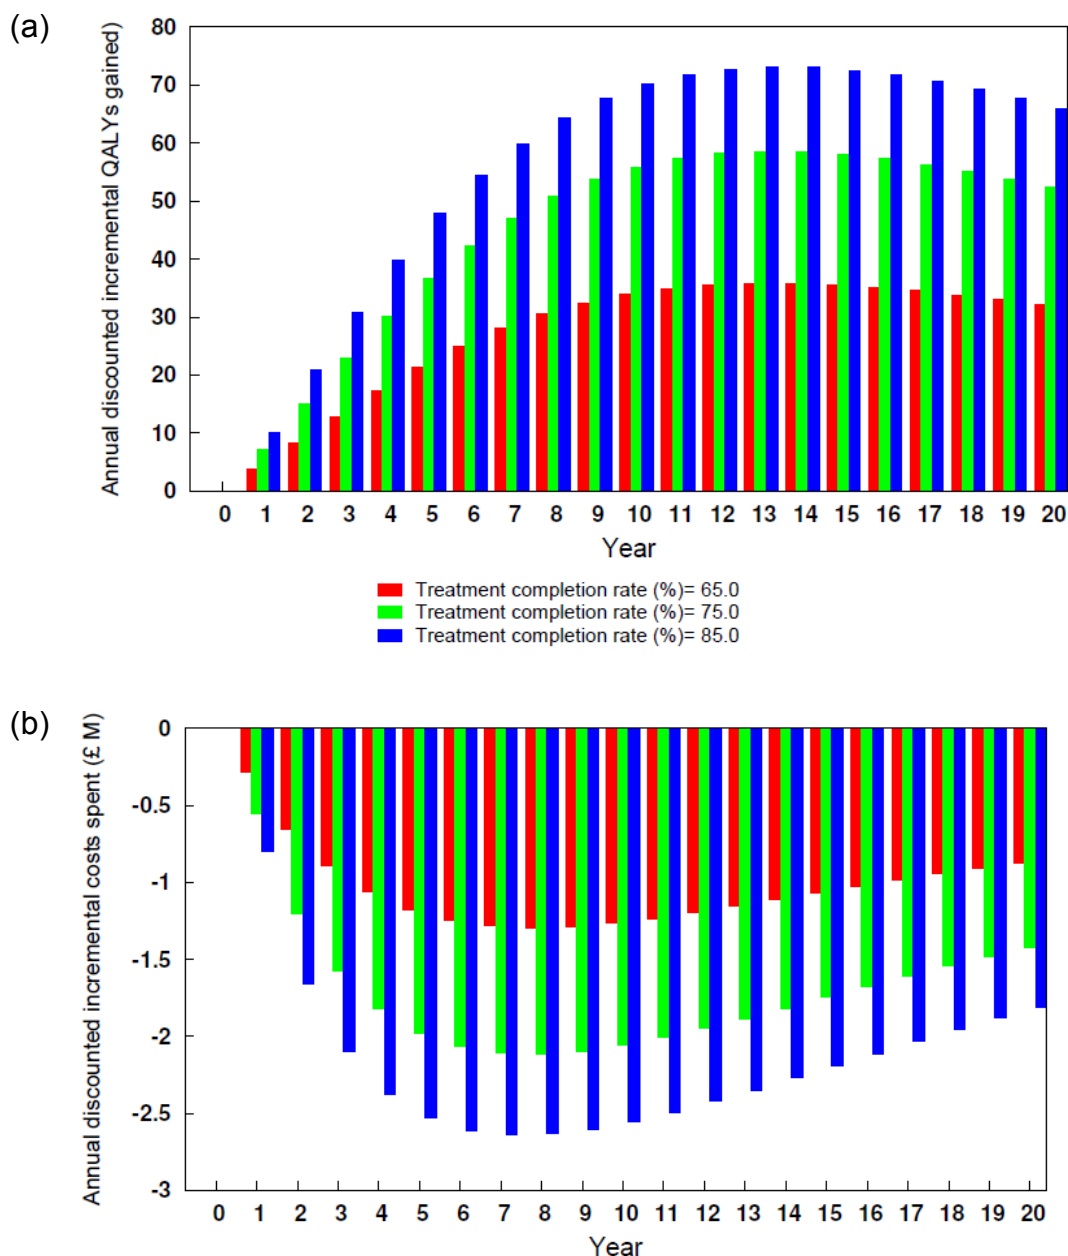 (a)
Annual discounted incremental QALYs gained)
80
70
60
50
40
30
20
10
0
0 1 2 3 4 5 6 7 8 9 10 11 12 13 14 15 16 17 18 19 20
Year
Treatment completion rate (%)= 65.0
Treatment completion rate (%)= 75.0
Treatment completion rate (%)= 85.0
(b)
Annual discounted incremental costs spent (£ M)
0
-0.5
-1
-1.5
-2
-2.5
-3
0 1 2 3 4 5 6 7 8 9 10 11 12 13 14 15 16 17 18 19 20
Year